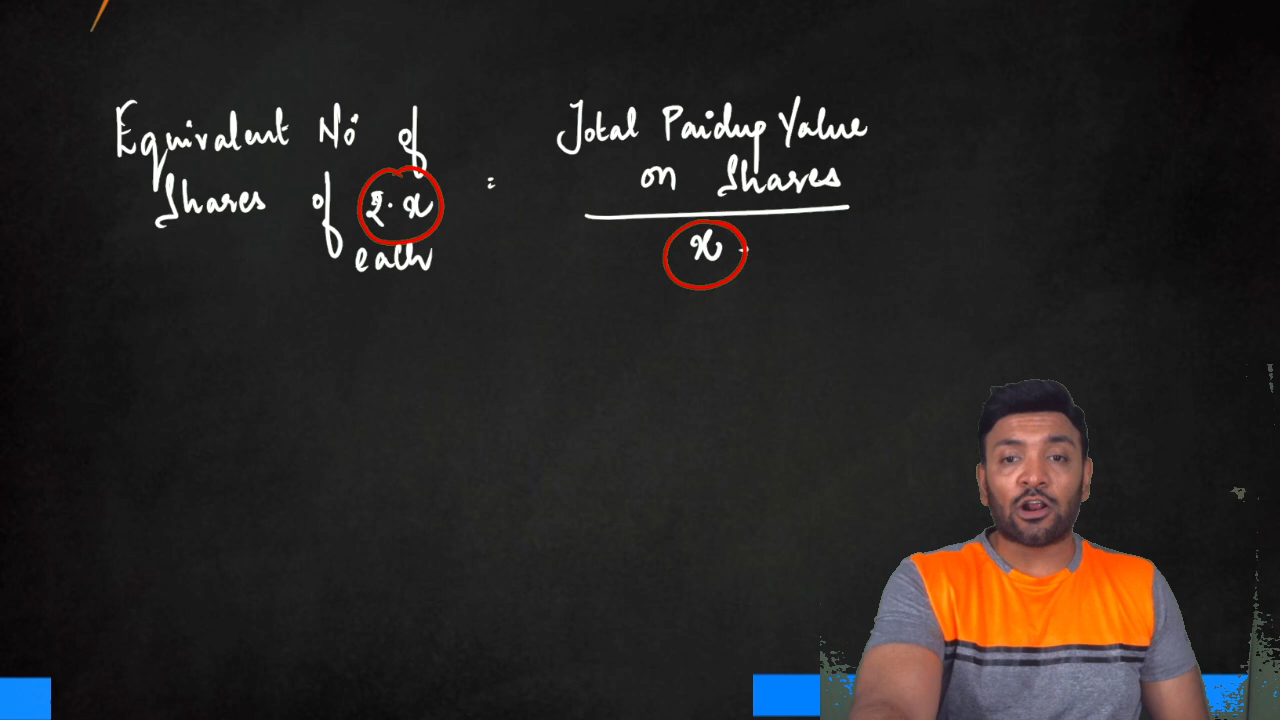 Equivalent No of
Shares of ₹. x
each
=
Total Paidup Value
on Shares
x